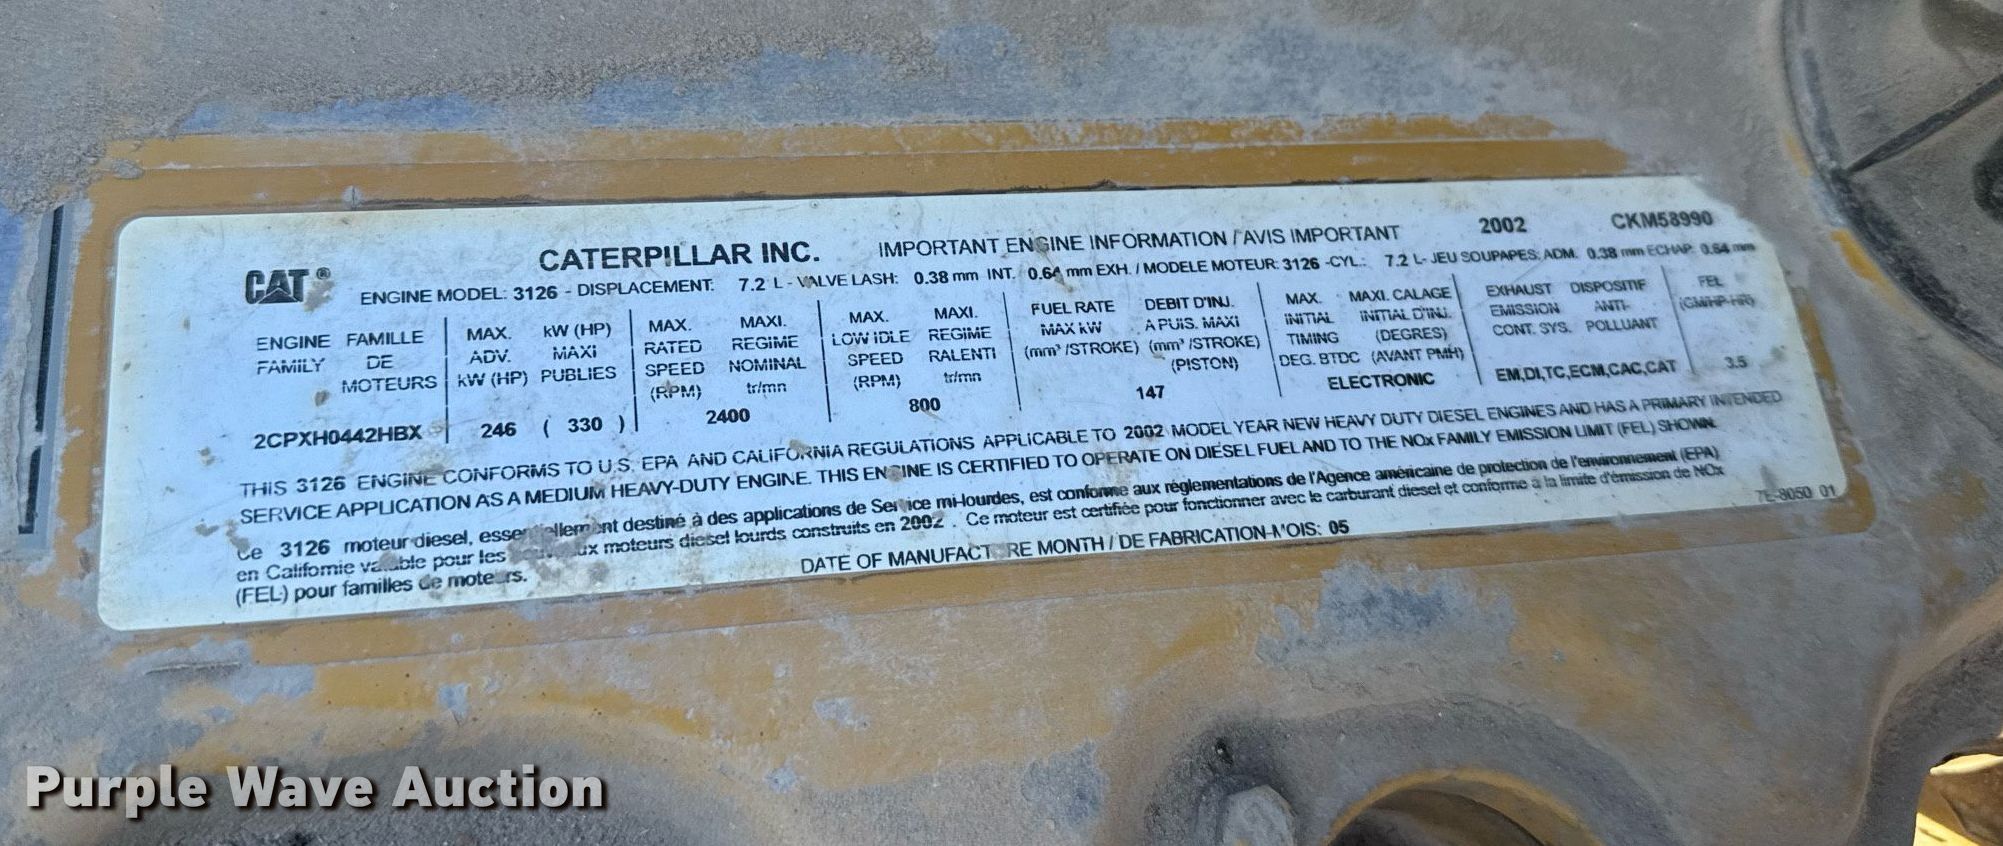 CAT®
CATERPILLAR INC. IMPORTANT ENGINE INFORMATION / AVIS IMPORTANT 2002 CKM58990
ENGINE MODEL: 3126 - DISPLACEMENT: 7.2 L - VALVE LASH: 0.38 mm INT. 0.64 mm EXH. / MODELE MOTEUR: 3126 -CYL.: 7.2 L- JEU SOUPAPES: ADM. 0.38 mm ECHAP. 0.64 mm
ENGINE FAMILY
FAMILLE DE MOTEURS
MAX. ADV. kW (HP)
kW (HP) MAXI PUBLIES
MAX. RATED SPEED (RPM)
MAXI. REGIME NOMINAL tr/mn
MAX. LOW IDLE SPEED (RPM)
MAXI. REGIME RALENTI tr/mn
FUEL RATE MAX kW (mm³ /STROKE)
DEBIT D'INJ. A PUIS. MAXI (mm³ /STROKE) (PISTON)
MAX. INITIAL TIMING DEG. BTDC
MAXI. CALAGE INITIAL D'INJ. (DEGRES) (AVANT PMH)
EXHAUST EMISSION CONT. SYS.
DISPOSITIF ANTI- POLLUANT
FEL (GM/HP-HR)
2CPXH0442HBX 246 ( 330 ) 2400 800 147 ELECTRONIC EM,DI,TC,ECM,CAC,CAT 3.5
THIS 3126 ENGINE CONFORMS TO U.S. EPA AND CALIFORNIA REGULATIONS APPLICABLE TO 2002 MODEL YEAR NEW HEAVY DUTY DIESEL ENGINES AND HAS A PRIMARY INTENDED
SERVICE APPLICATION AS A MEDIUM HEAVY-DUTY ENGINE. THIS ENGINE IS CERTIFIED TO OPERATE ON DIESEL FUEL AND TO THE NOx FAMILY EMISSION LIMIT (FEL) SHOWN.
Ce 3126 moteur diesel, essentiellement destiné à des applications de Service mi-lourdes, est conforme aux réglementations de l'Agence américaine de protection de l'environnement (EPA)
en Californie valable pour les moteurs diesel lourds construits en 2002 . Ce moteur est certifiée pour fonctionner avec le carburant diesel et conforme à la limite d'émission de NOx
(FEL) pour familles de moteurs.
DATE OF MANUFACTURE MONTH / DE FABRICATION-MOIS: 05
7E-8050 01
Purple Wave Auction